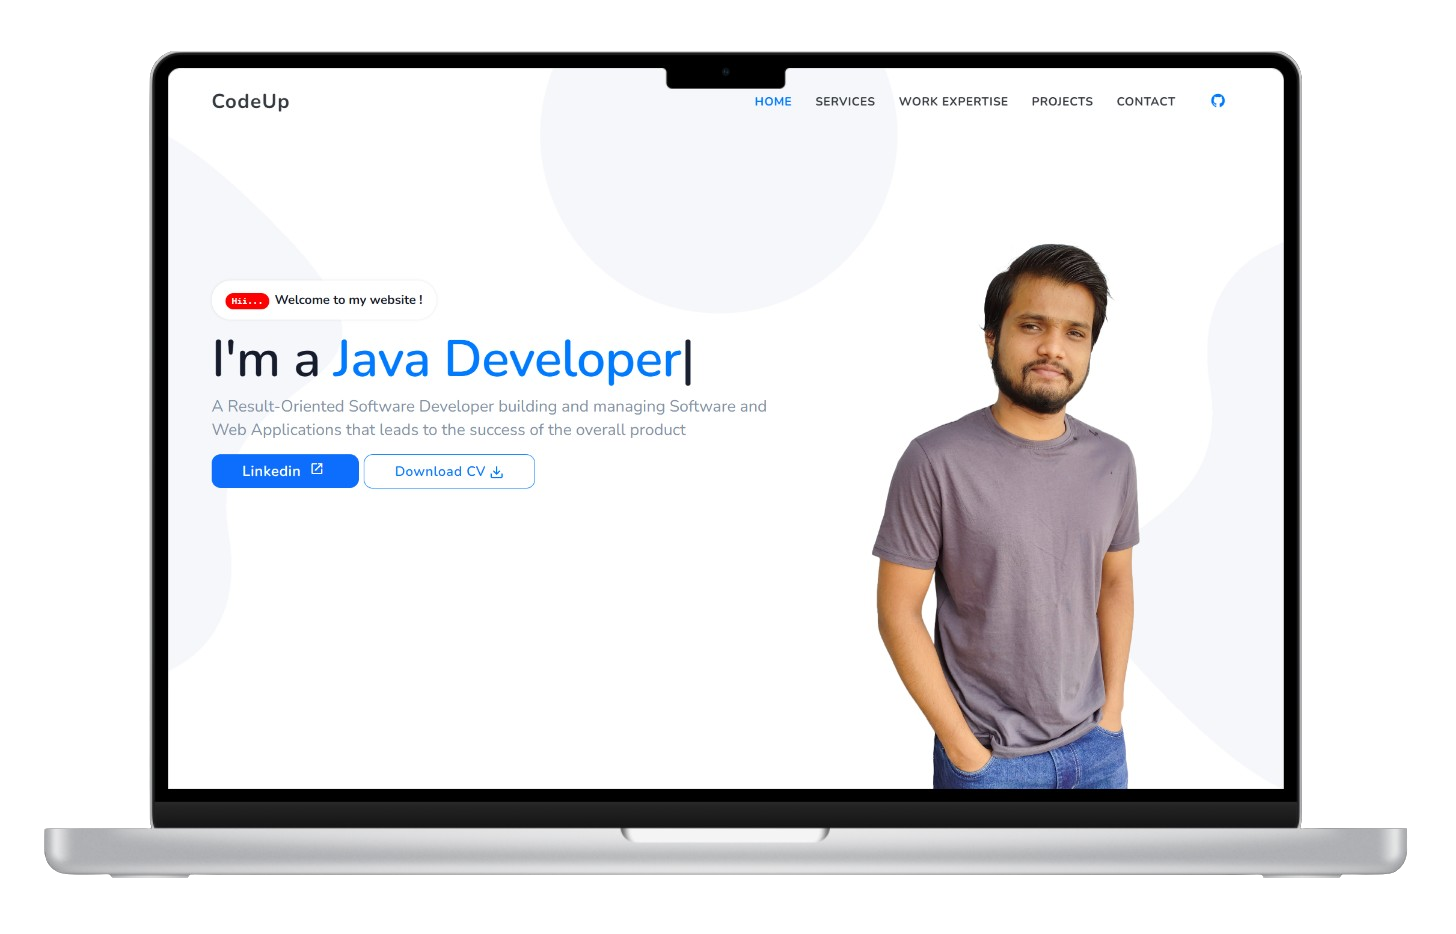 CodeUp
HOME SERVICES WORK EXPERTISE PROJECTS CONTACT
Hii... Welcome to my website !
I'm a Java Developer|
A Result-Oriented Software Developer building and managing Software and
Web Applications that leads to the success of the overall product
Linkedin Download CV